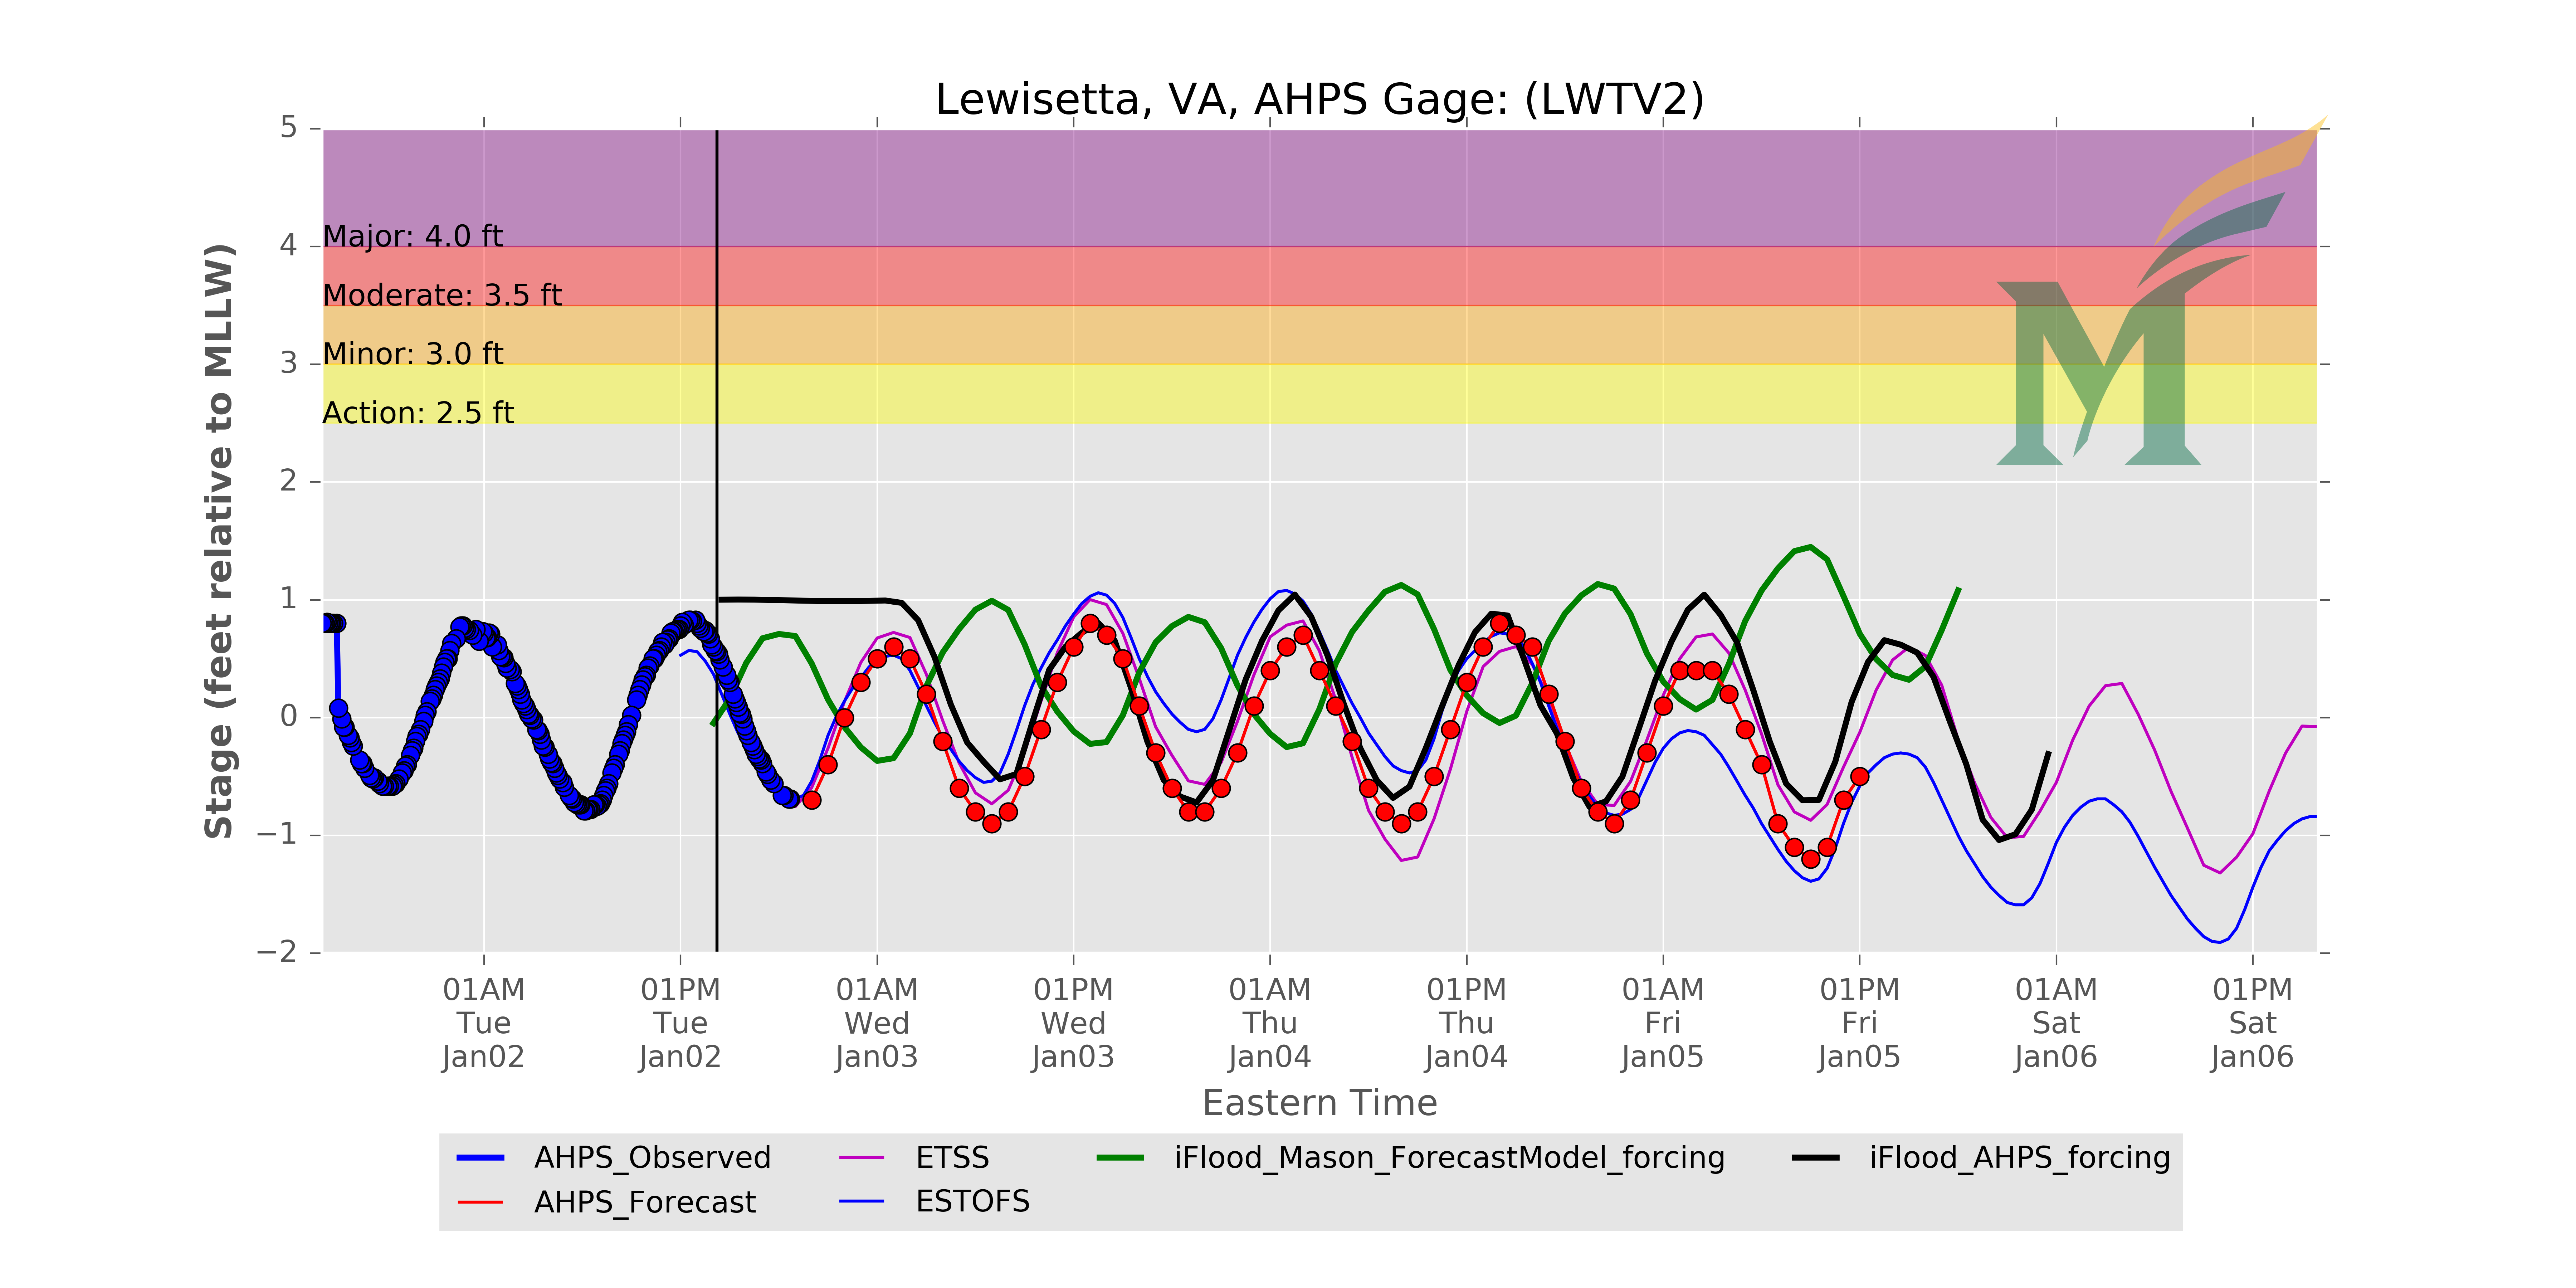 Lewisetta, VA, AHPS Gage: (LWTV2)
Stage (feet relative to MLLW)
5
4
3
2
1
0
−1
−2
Major: 4.0 ft
Moderate: 3.5 ft
Minor: 3.0 ft
Action: 2.5 ft
M
01AM 01PM 01AM 01PM 01AM 01PM 01AM 01PM 01AM 01PM
Tue Tue Wed Wed Thu Thu Fri Fri Sat Sat
Jan02 Jan02 Jan03 Jan03 Jan04 Jan04 Jan05 Jan05 Jan06 Jan06
Eastern Time
AHPS_Observed ETSS iFlood_Mason_ForecastModel_forcing iFlood_AHPS_forcing
AHPS_Forecast ESTOFS